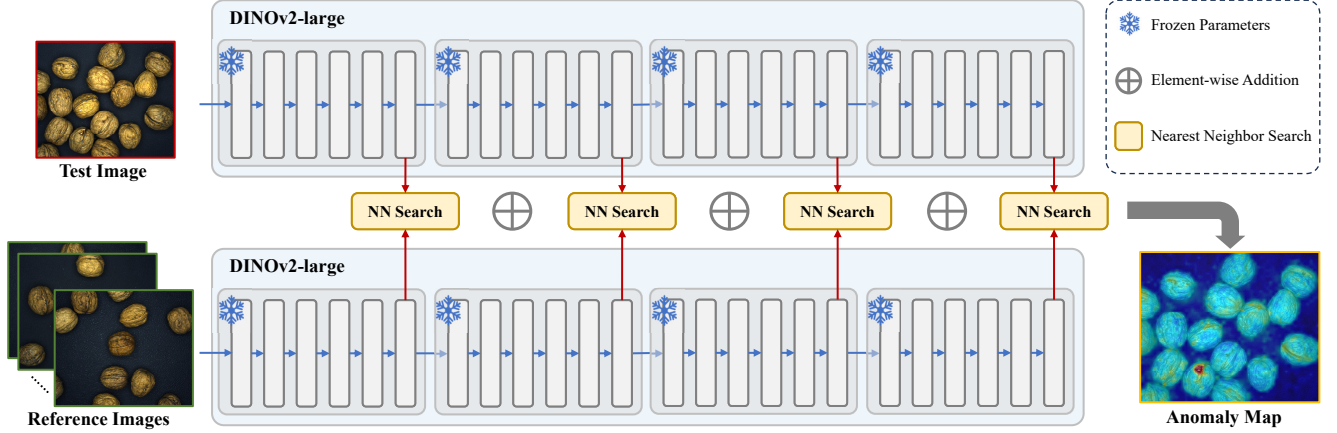 DINOv2-large
Test Image
Frozen Parameters
Element-wise Addition
Nearest Neighbor Search
NN Search
NN Search
NN Search
NN Search
DINOv2-large
Reference Images
Anomaly Map